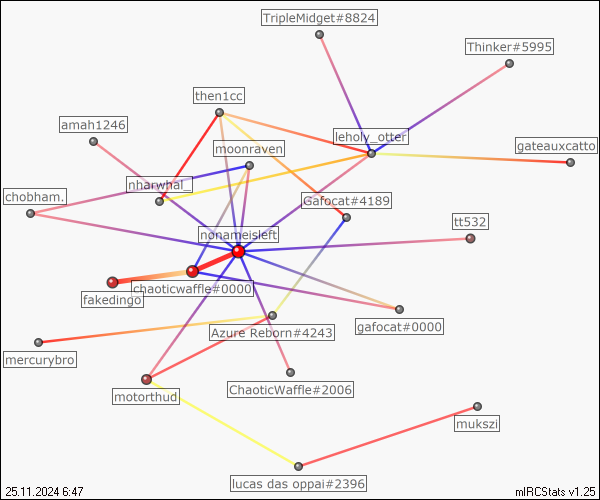 TripleMidget#8824
Thinker#5995
then1cc
amah1246
leholy_otter
moonraven
gateauxcatto
nharwhal_
chobham.
Gafocat#4189
tt532
nonameisleft
chaoticwaffle#0000
fakedingo
Azure Reborn#4243
gafocat#0000
mercurybro
ChaoticWaffle#2006
motorthud
mukszi
lucas das oppai#2396
25.11.2024 6:47
mIRCStats v1.25